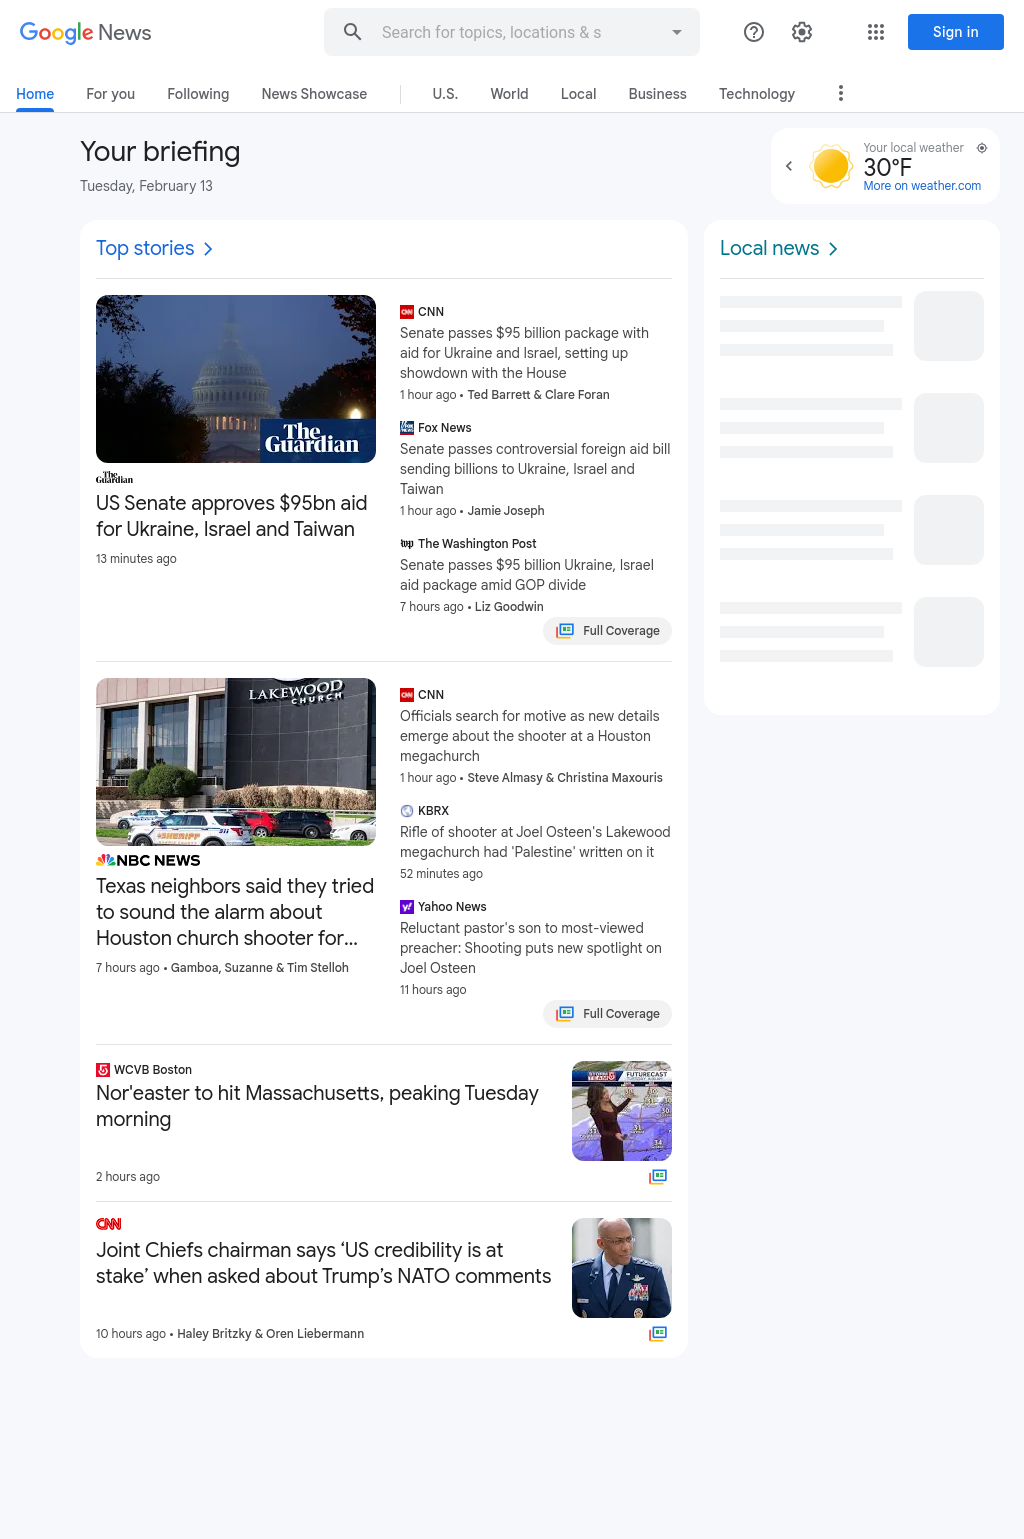 Google News
Search for topics, locations & s
Sign in
Home
For you
Following
News Showcase
U.S.
World
Local
Business
Technology
Your briefing
Tuesday, February 13
Your local weather
30°F
More on weather.com
Top stories
The
Guardian
The
Guardian
US Senate approves $95bn aid
for Ukraine, Israel and Taiwan
13 minutes ago
CNN
Senate passes $95 billion package with
aid for Ukraine and Israel, setting up
showdown with the House
1 hour ago • Ted Barrett & Clare Foran
Fox News
Senate passes controversial foreign aid bill
sending billions to Ukraine, Israel and
Taiwan
1 hour ago • Jamie Joseph
The Washington Post
Senate passes $95 billion Ukraine, Israel
aid package amid GOP divide
7 hours ago • Liz Goodwin
Full Coverage
LAKEWOOD
CHURCH
SHERIFF
NBC NEWS
Texas neighbors said they tried
to sound the alarm about
Houston church shooter for...
7 hours ago • Gamboa, Suzanne & Tim Stelloh
CNN
Officials search for motive as new details
emerge about the shooter at a Houston
megachurch
1 hour ago • Steve Almasy & Christina Maxouris
KBRX
Rifle of shooter at Joel Osteen's Lakewood
megachurch had 'Palestine' written on it
52 minutes ago
Yahoo News
Reluctant pastor's son to most-viewed
preacher: Shooting puts new spotlight on
Joel Osteen
11 hours ago
Full Coverage
WCVB Boston
Nor'easter to hit Massachusetts, peaking Tuesday
morning
2 hours ago
FUTURECAST
CNN
Joint Chiefs chairman says ‘US credibility is at
stake’ when asked about Trump’s NATO comments
10 hours ago • Haley Britzky & Oren Liebermann
Local news